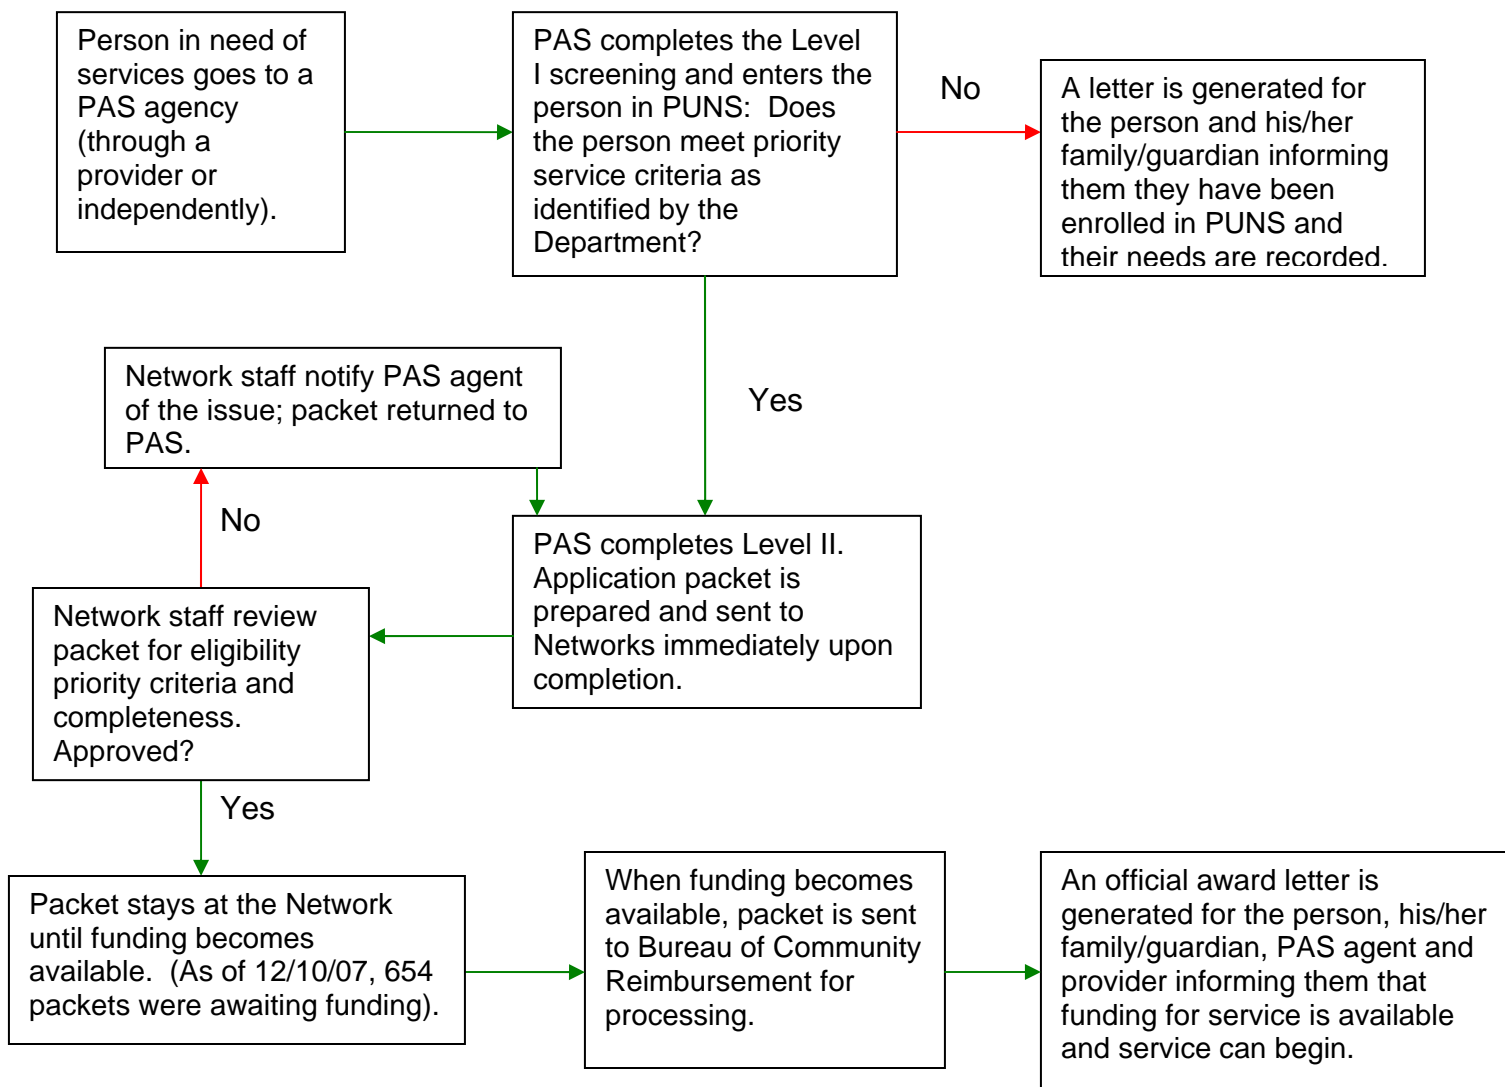 Person in need of
services goes to a
PAS agency
(through a
provider or
independently).
PAS completes the Level
I screening and enters the
person in PUNS:  Does
the person meet priority
service criteria as
identified by the
Department?
No
A letter is generated for
the person and his/her
family/guardian informing
them they have been
enrolled in PUNS and
their needs are recorded.
Yes
Network staff notify PAS agent
of the issue; packet returned to
PAS.
No
PAS completes Level II.
Application packet is
prepared and sent to
Networks immediately upon
completion.
Network staff review
packet for eligibility
priority criteria and
completeness.
Approved?
Yes
Packet stays at the Network
until funding becomes
available.  (As of 12/10/07, 654
packets were awaiting funding).
When funding becomes
available, packet is sent
to Bureau of Community
Reimbursement for
processing.
An official award letter is
generated for the person, his/her
family/guardian, PAS agent and
provider informing them that
funding for service is available
and service can begin.